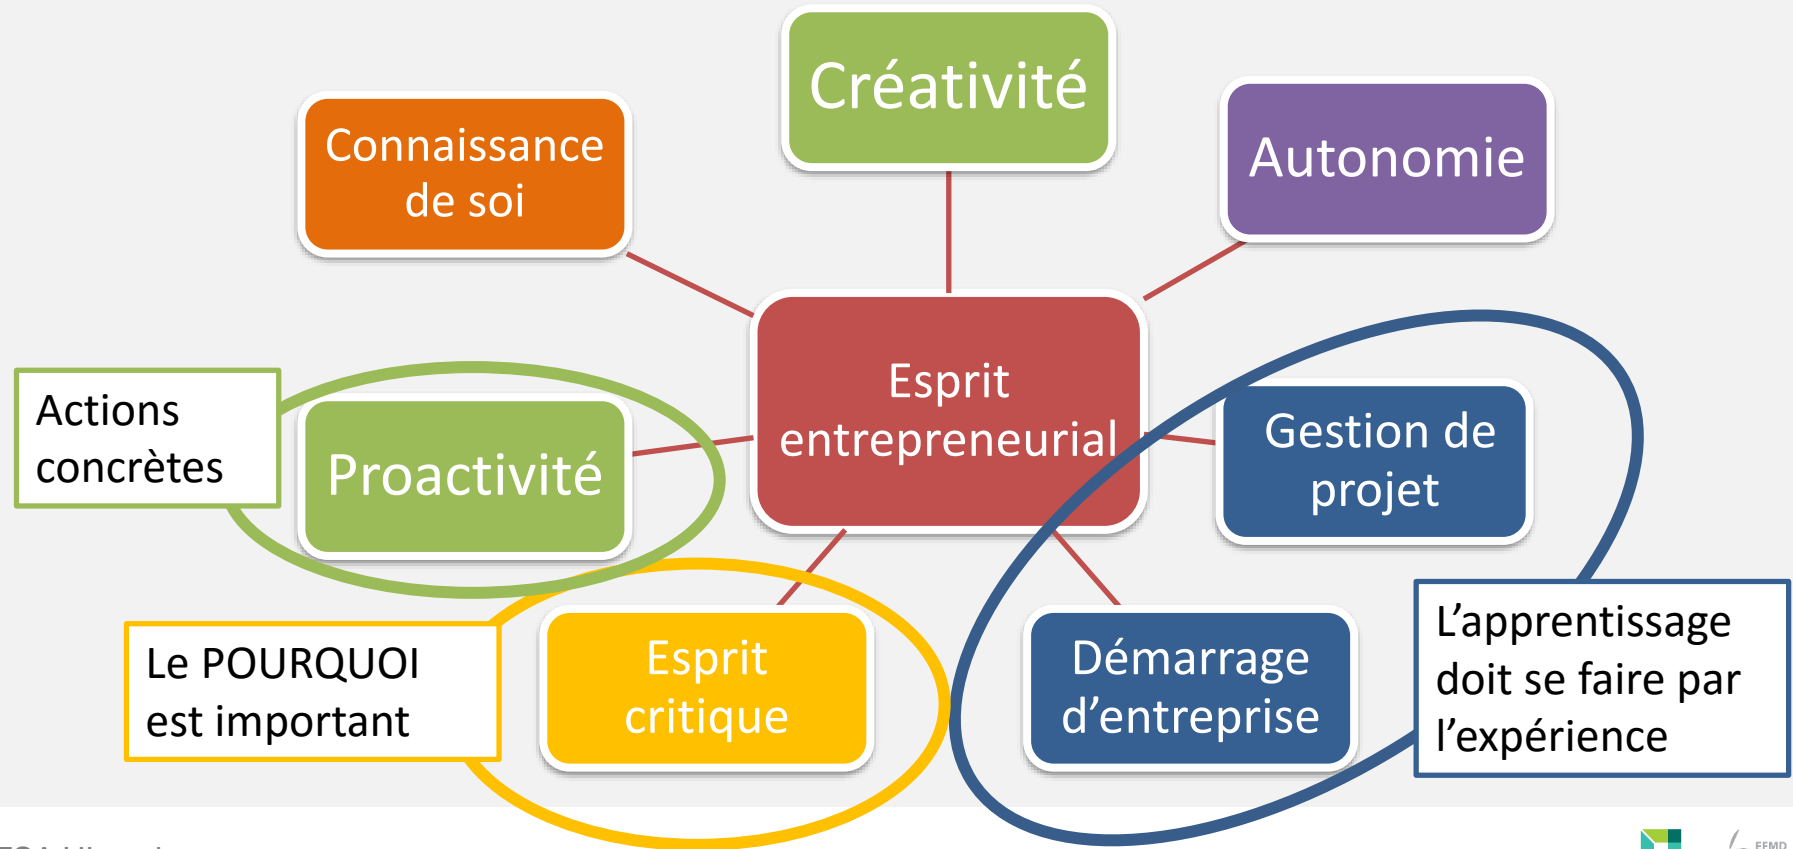 Créativité
Connaissance
de soi
Autonomie
Esprit
entrepreneurial
Actions
concrètes
Proactivité
Gestion de
projet
Le POURQUOI
est important
Esprit
critique
Démarrage
d’entreprise
L’apprentissage
doit se faire par
l’expérience
EFMD